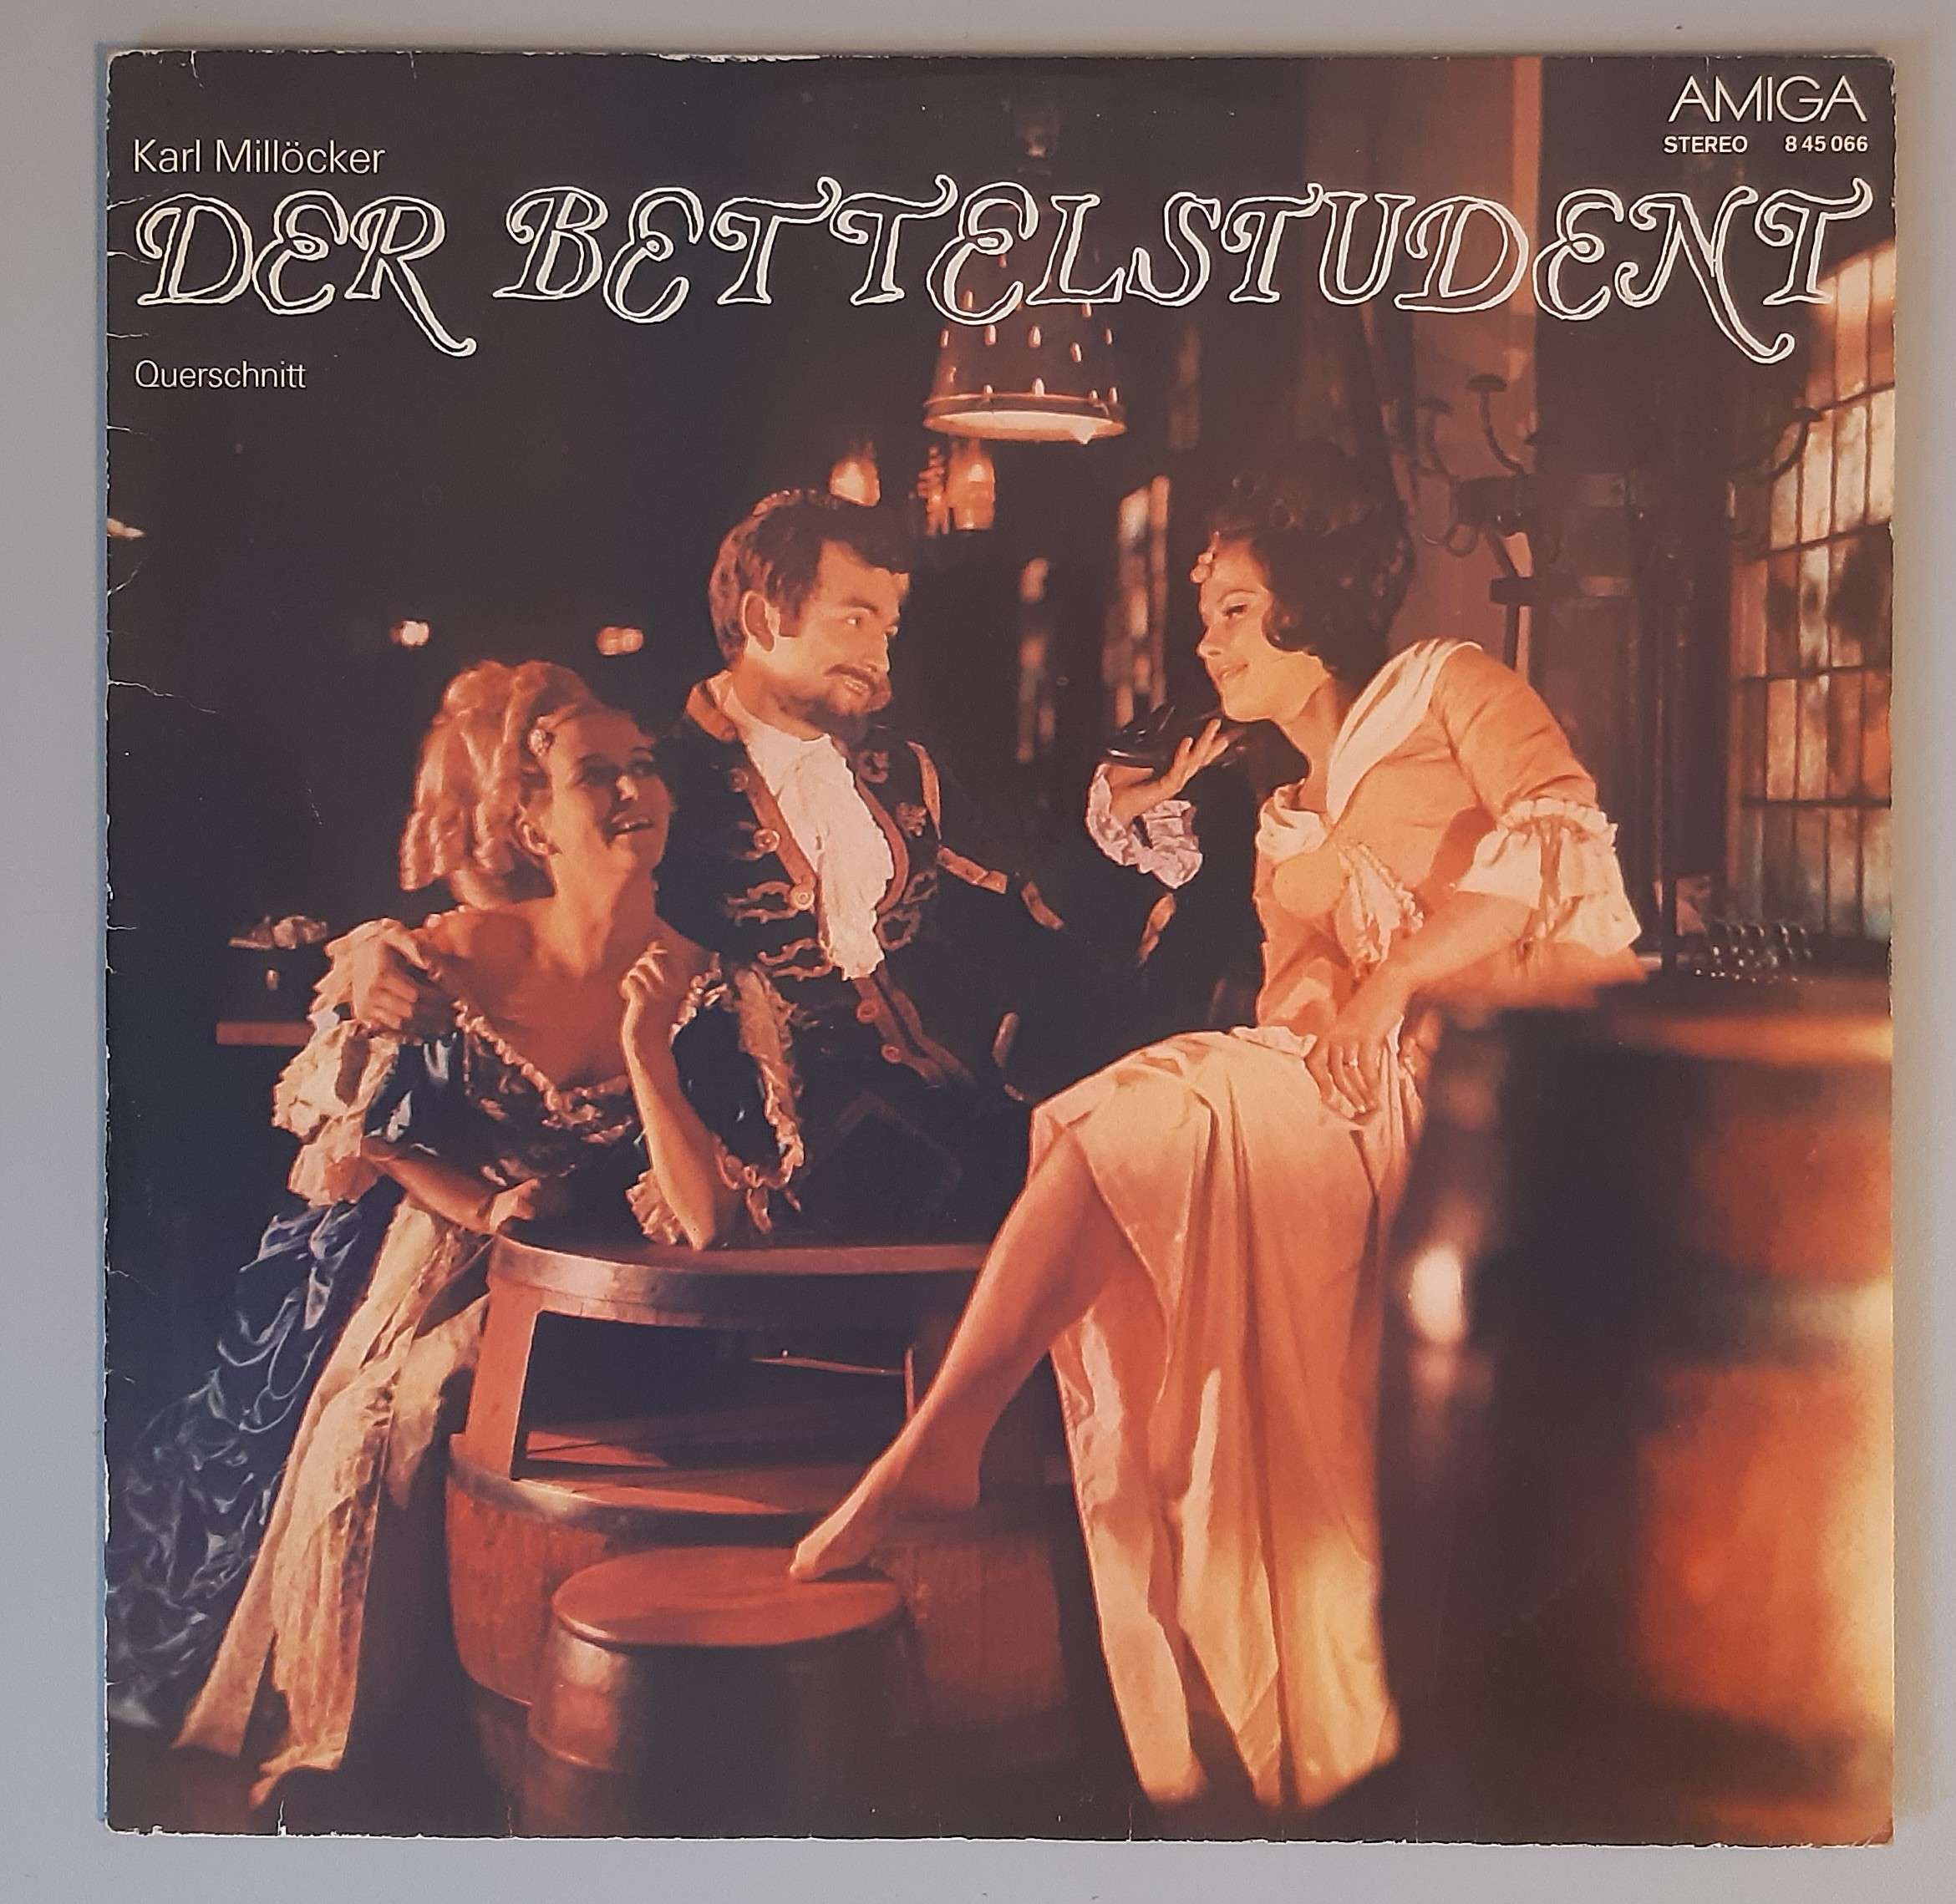 AMIGA
STEREO 8 45 066
Karl Millöcker
DER BETTELSTUDENT
Querschnitt